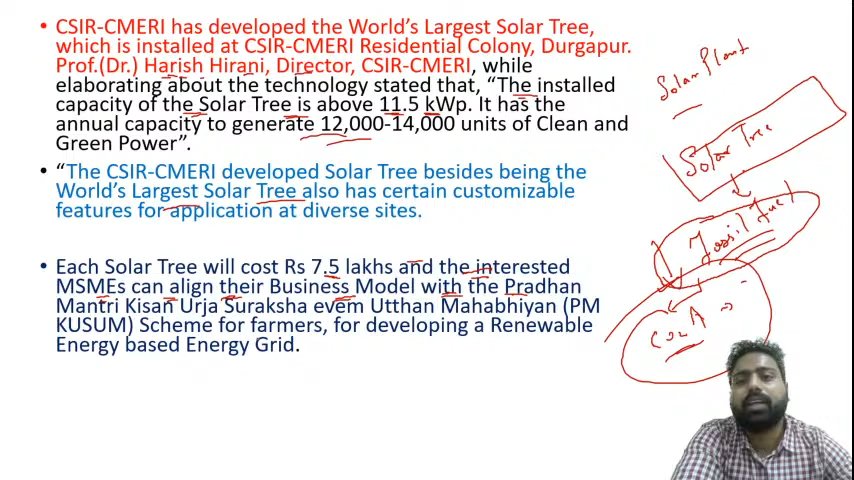 • CSIR-CMERI has developed the World's Largest Solar Tree,
which is installed at CSIR-CMERI Residential Colony, Durgapur.
Prof.(Dr.) Harish Hirani, Director, CSIR-CMERI, while
elaborating about the technology stated that, “The installed
capacity of the Solar Tree is above 11.5 kWp. It has the
annual capacity to generate 12,000-14,000 units of Clean and
Green Power”.
• “The CSIR-CMERI developed Solar Tree besides being the
World's Largest Solar Tree also has certain customizable
features for application at diverse sites.
• Each Solar Tree will cost Rs 7.5 lakhs and the interested
MSMEs can align their Business Model with the Pradhan
Mantri Kisan Urja Suraksha evem Utthan Mahabhiyan (PM
KUSUM) Scheme for farmers, for developing a Renewable
Energy based Energy Grid.
Solar Plant
Solar Tree
Fossil fuel